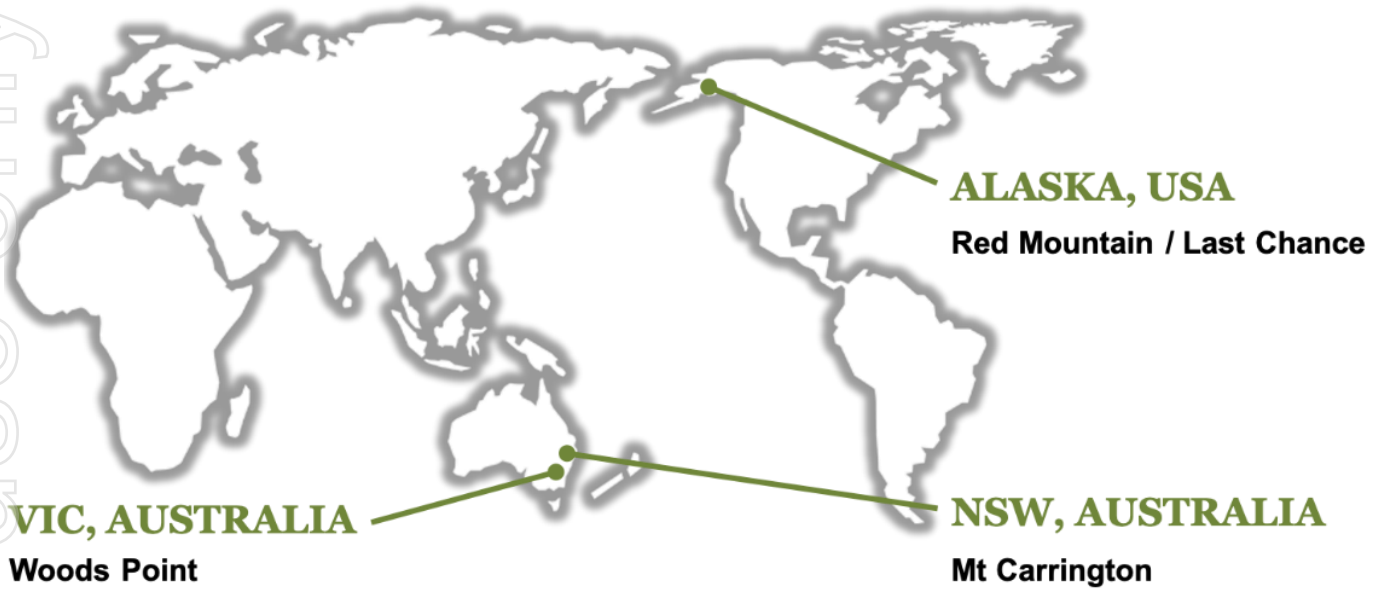 ALASKA, USA
Red Mountain / Last Chance
VIC, AUSTRALIA
Woods Point
NSW, AUSTRALIA
Mt Carrington